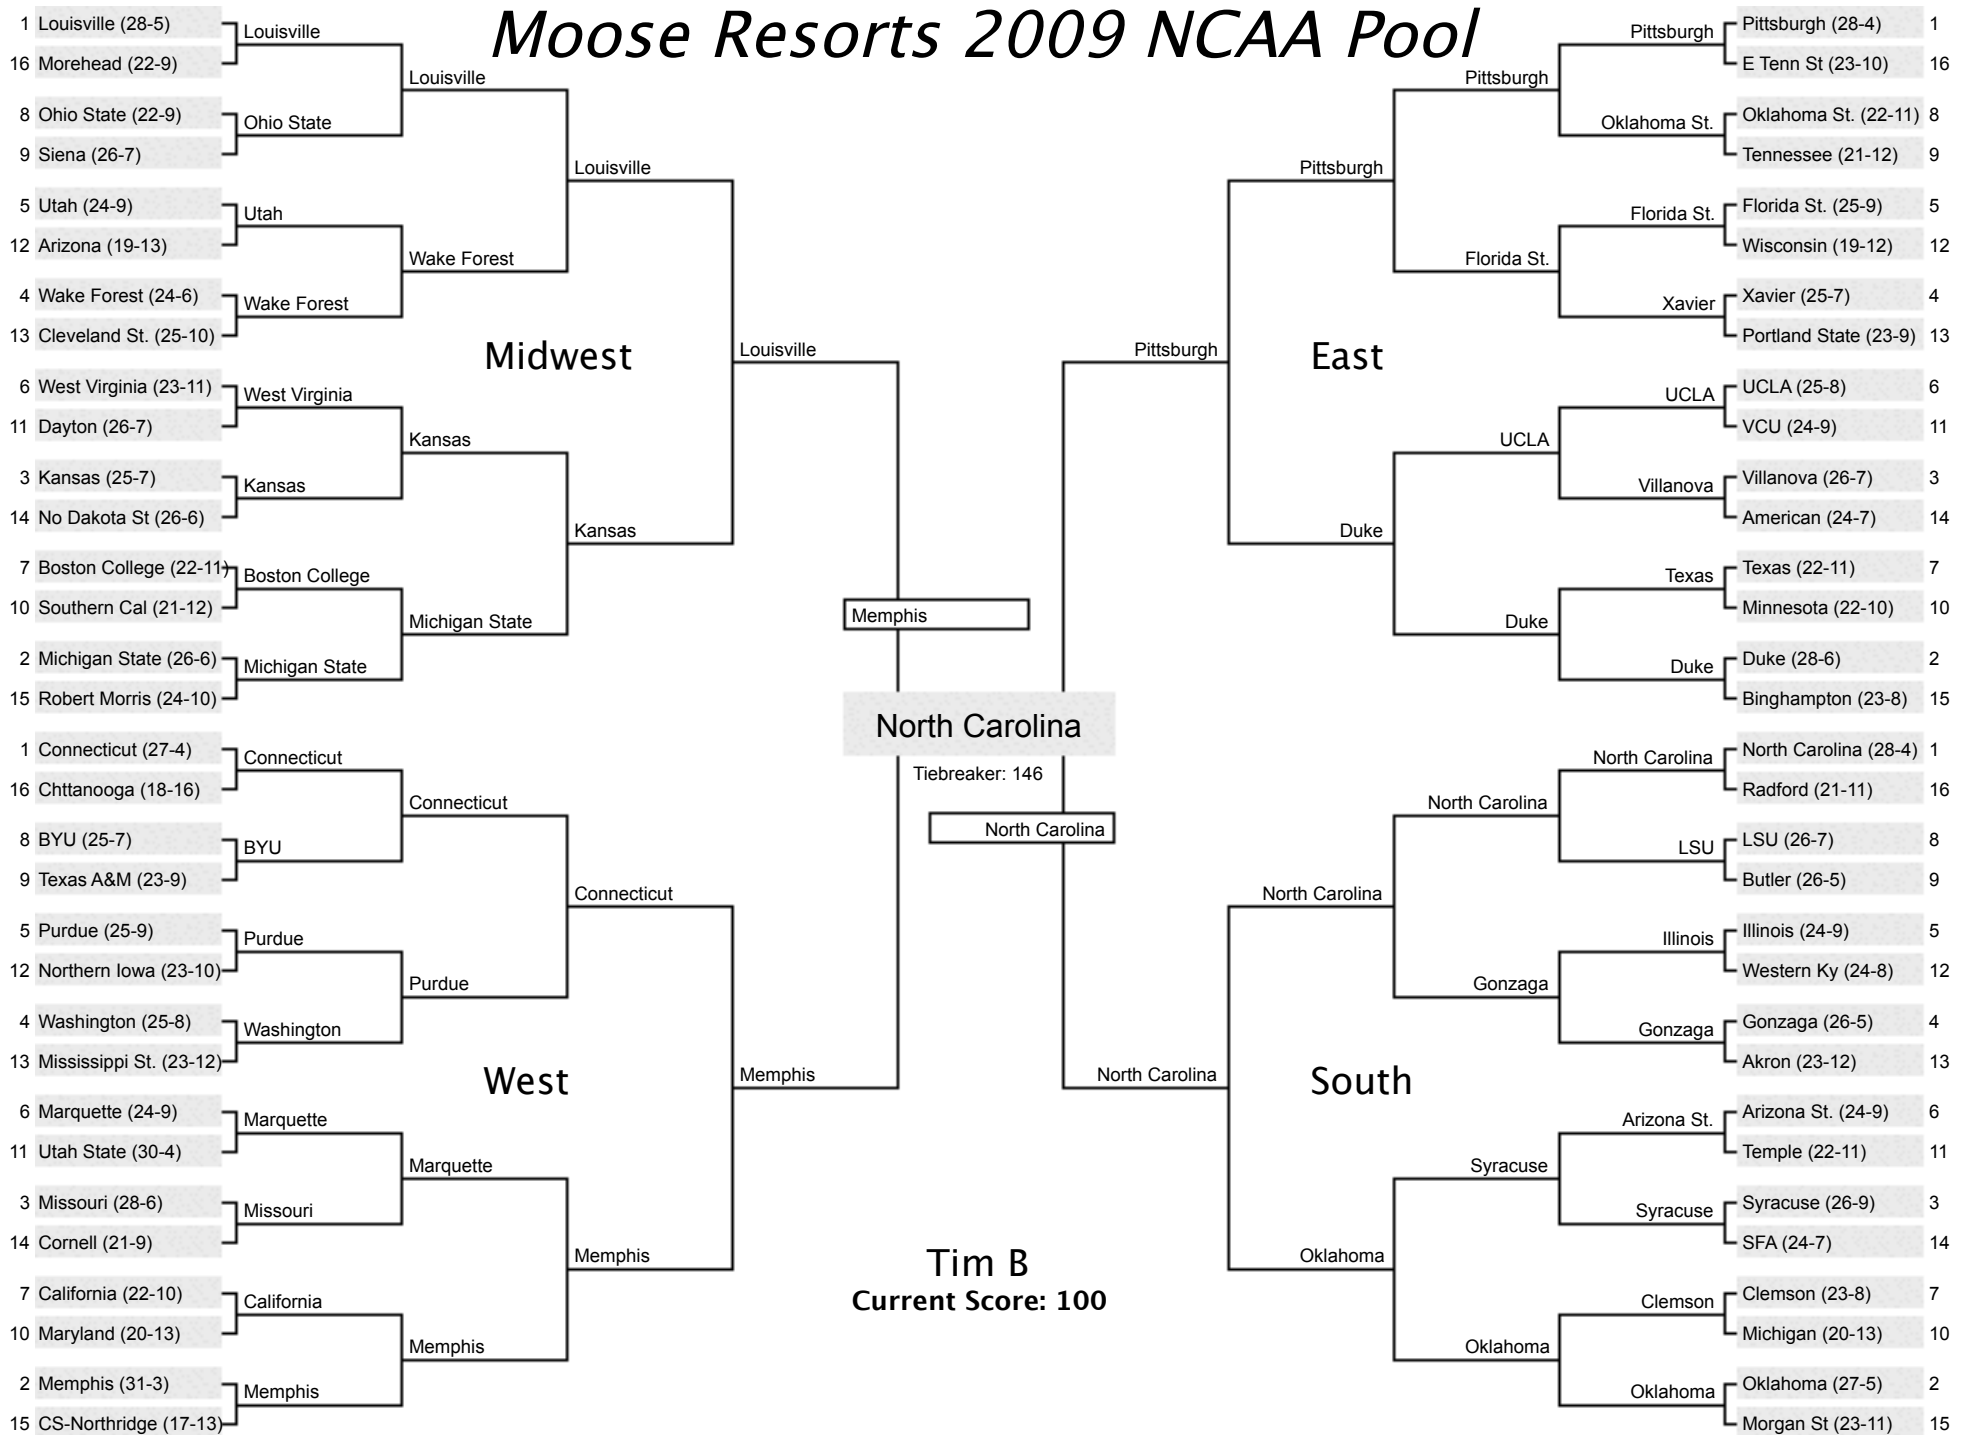 Moose Resorts 2009 NCAA Pool
1 Louisville (28-5)
16 Morehead (22-9)
8 Ohio State (22-9)
9 Siena (26-7)
5 Utah (24-9)
12 Arizona (19-13)
4 Wake Forest (24-6)
13 Cleveland St. (25-10)
6 West Virginia (23-11)
11 Dayton (26-7)
3 Kansas (25-7)
14 No Dakota St (26-6)
7 Boston College (22-11)
10 Southern Cal (21-12)
2 Michigan State (26-6)
15 Robert Morris (24-10)
Louisville
Ohio State
Utah
Wake Forest
West Virginia
Kansas
Boston College
Michigan State
Louisville
Wake Forest
Kansas
Michigan State
Louisville
Kansas
Midwest
Louisville
1 Connecticut (27-4)
16 Chttanooga (18-16)
8 BYU (25-7)
9 Texas A&M (23-9)
5 Purdue (25-9)
12 Northern Iowa (23-10)
4 Washington (25-8)
13 Mississippi St. (23-12)
6 Marquette (24-9)
11 Utah State (30-4)
3 Missouri (28-6)
14 Cornell (21-9)
7 California (22-10)
10 Maryland (20-13)
2 Memphis (31-3)
15 CS-Northridge (17-13)
Connecticut
BYU
Purdue
Washington
Marquette
Missouri
California
Memphis
Connecticut
Purdue
Marquette
Memphis
Connecticut
Memphis
West
Memphis
Memphis
North Carolina
Tiebreaker: 146
North Carolina
Tim B
Current Score: 100
Pittsburgh (28-4) 1
E Tenn St (23-10) 16
Oklahoma St. (22-11) 8
Tennessee (21-12) 9
Florida St. (25-9) 5
Wisconsin (19-12) 12
Xavier (25-7) 4
Portland State (23-9) 13
UCLA (25-8) 6
VCU (24-9) 11
Villanova (26-7) 3
American (24-7) 14
Texas (22-11) 7
Minnesota (22-10) 10
Duke (28-6) 2
Binghampton (23-8) 15
Pittsburgh
Oklahoma St.
Florida St.
Xavier
UCLA
Villanova
Texas
Duke
Pittsburgh
Florida St.
UCLA
Duke
Pittsburgh
Duke
East
Pittsburgh
North Carolina (28-4) 1
Radford (21-11) 16
LSU (26-7) 8
Butler (26-5) 9
Illinois (24-9) 5
Western Ky (24-8) 12
Gonzaga (26-5) 4
Akron (23-12) 13
Arizona St. (24-9) 6
Temple (22-11) 11
Syracuse (26-9) 3
SFA (24-7) 14
Clemson (23-8) 7
Michigan (20-13) 10
Oklahoma (27-5) 2
Morgan St (23-11) 15
North Carolina
LSU
Illinois
Gonzaga
Arizona St.
Syracuse
Clemson
Oklahoma
North Carolina
Gonzaga
Syracuse
Oklahoma
North Carolina
Oklahoma
South
North Carolina